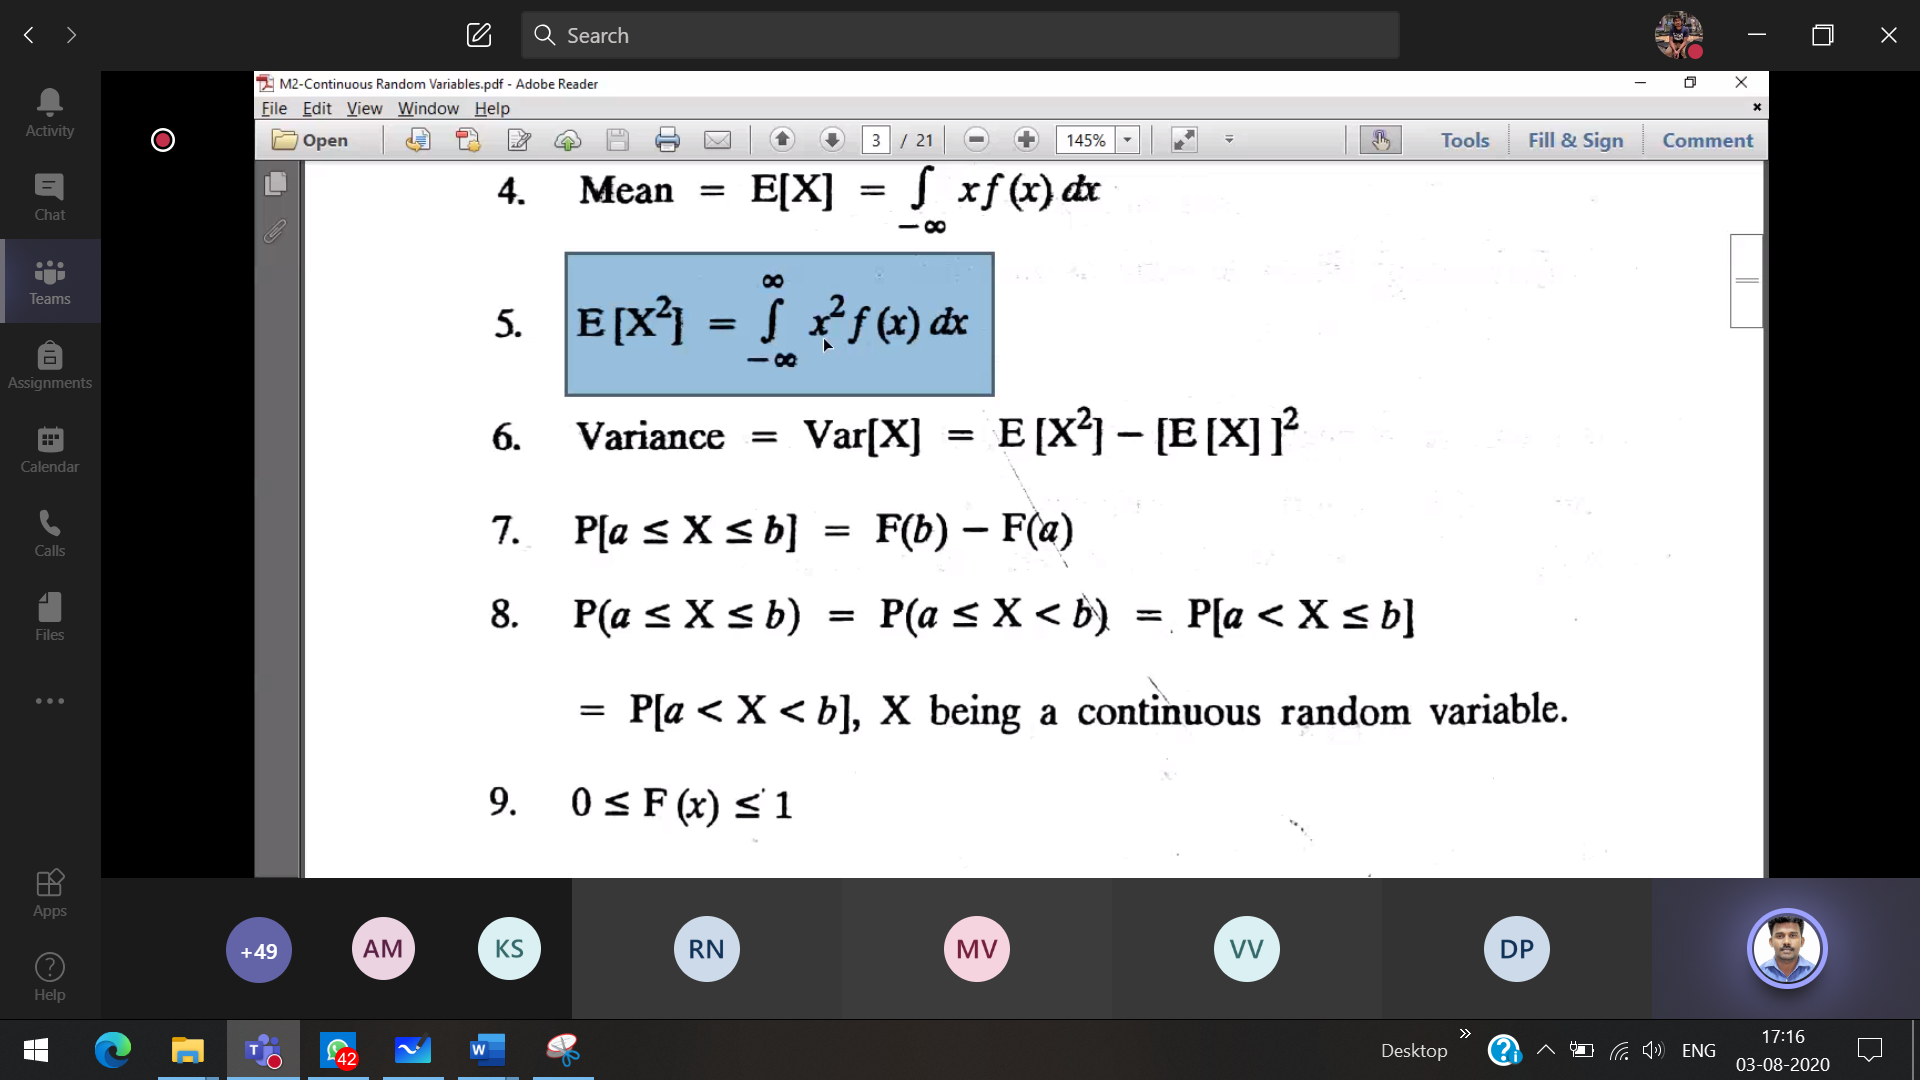 Search
Activity
Chat
Teams
Assignments
Calendar
Calls
Files
Apps
Help
M2-Continuous Random Variables.pdf - Adobe Reader
File Edit View Window Help
Open 3 / 21 145% Tools Fill & Sign Comment
4. Mean = E[X] = ∫_{-∞} x f (x) dx
5. E [X²] = ∫_{-∞}^{∞} x² f (x) dx
6. Variance = Var[X] = E [X²] − [E [X] ]²
7. P[a ≤ X ≤ b] = F(b) − F(a)
8. P(a ≤ X ≤ b) = P(a ≤ X < b) = P[a < X ≤ b]
= P[a < X < b], X being a continuous random variable.
9. 0 ≤ F (x) ≤ 1
+49 AM KS RN MV VV DP
42
Desktop » ENG 17:16
03-08-2020